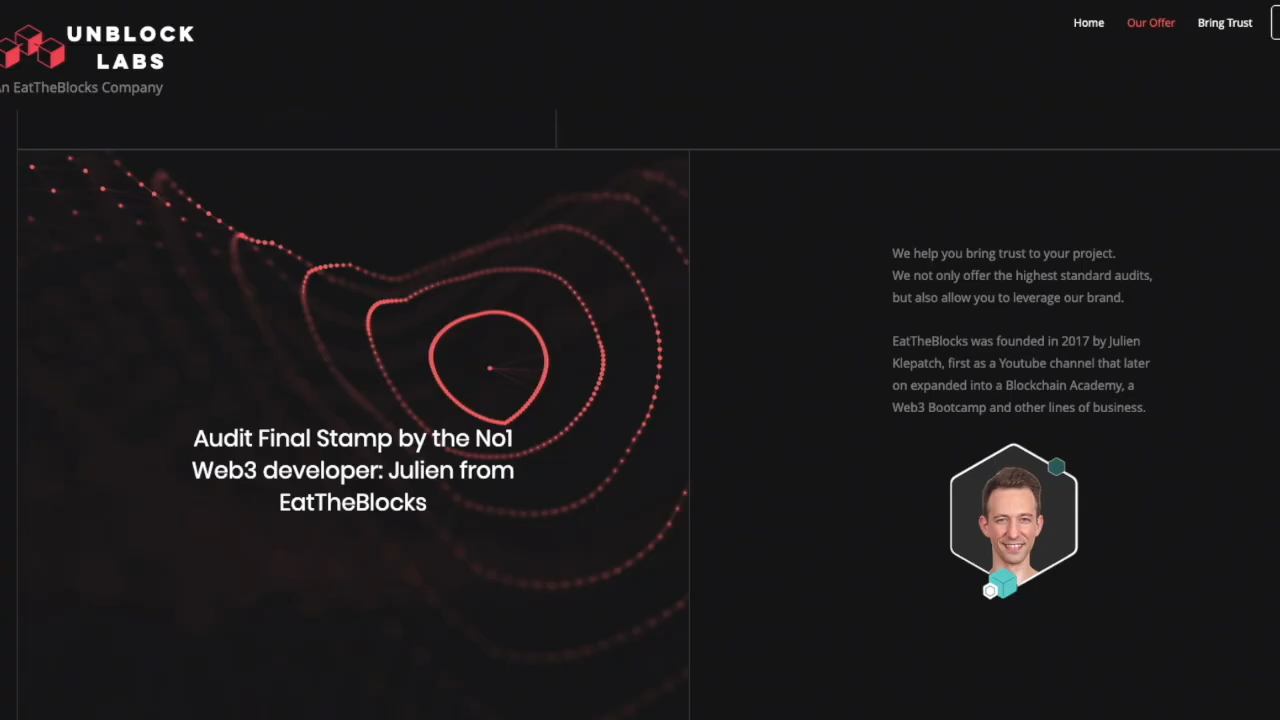 UNBLOCK
LABS
An EatTheBlocks Company
Home
Our Offer
Bring Trust
Audit Final Stamp by the No1
Web3 developer: Julien from
EatTheBlocks
We help you bring trust to your project.
We not only offer the highest standard audits,
but also allow you to leverage our brand.
EatTheBlocks was founded in 2017 by Julien
Klepatch, first as a Youtube channel that later
on expanded into a Blockchain Academy, a
Web3 Bootcamp and other lines of business.